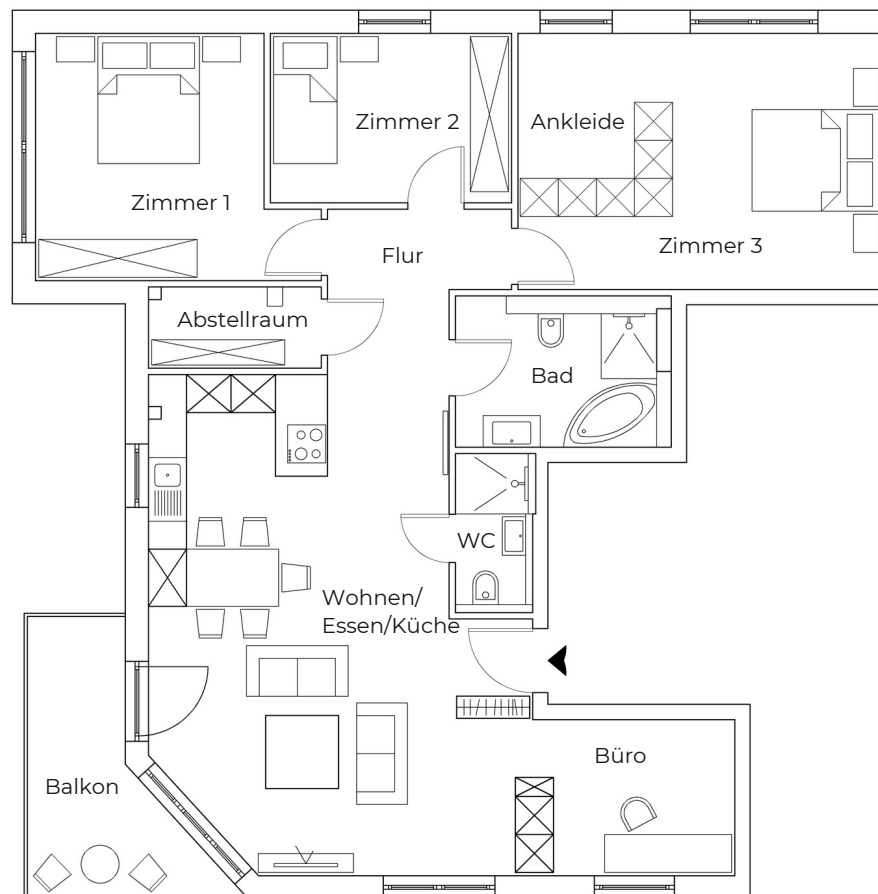 Zimmer 2
Ankleide
Zimmer 1
Flur
Zimmer 3
Abstellraum
Bad
WC
Wohnen/
Essen/Küche
Büro
Balkon